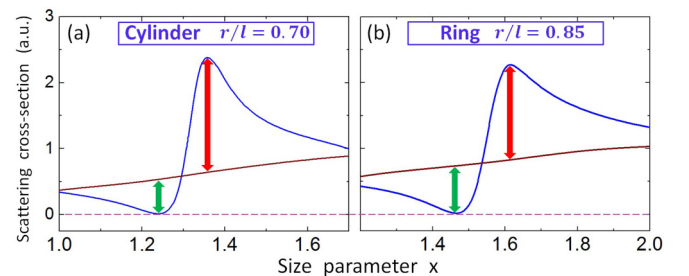 (a) Cylinder r/l = 0.70
(b) Ring r/l = 0.85
Scattering cross-section (a.u.)
3
2
1
0
1.0 1.2 1.4 1.6 1.4 1.6 1.8 2.0
Size parameter x